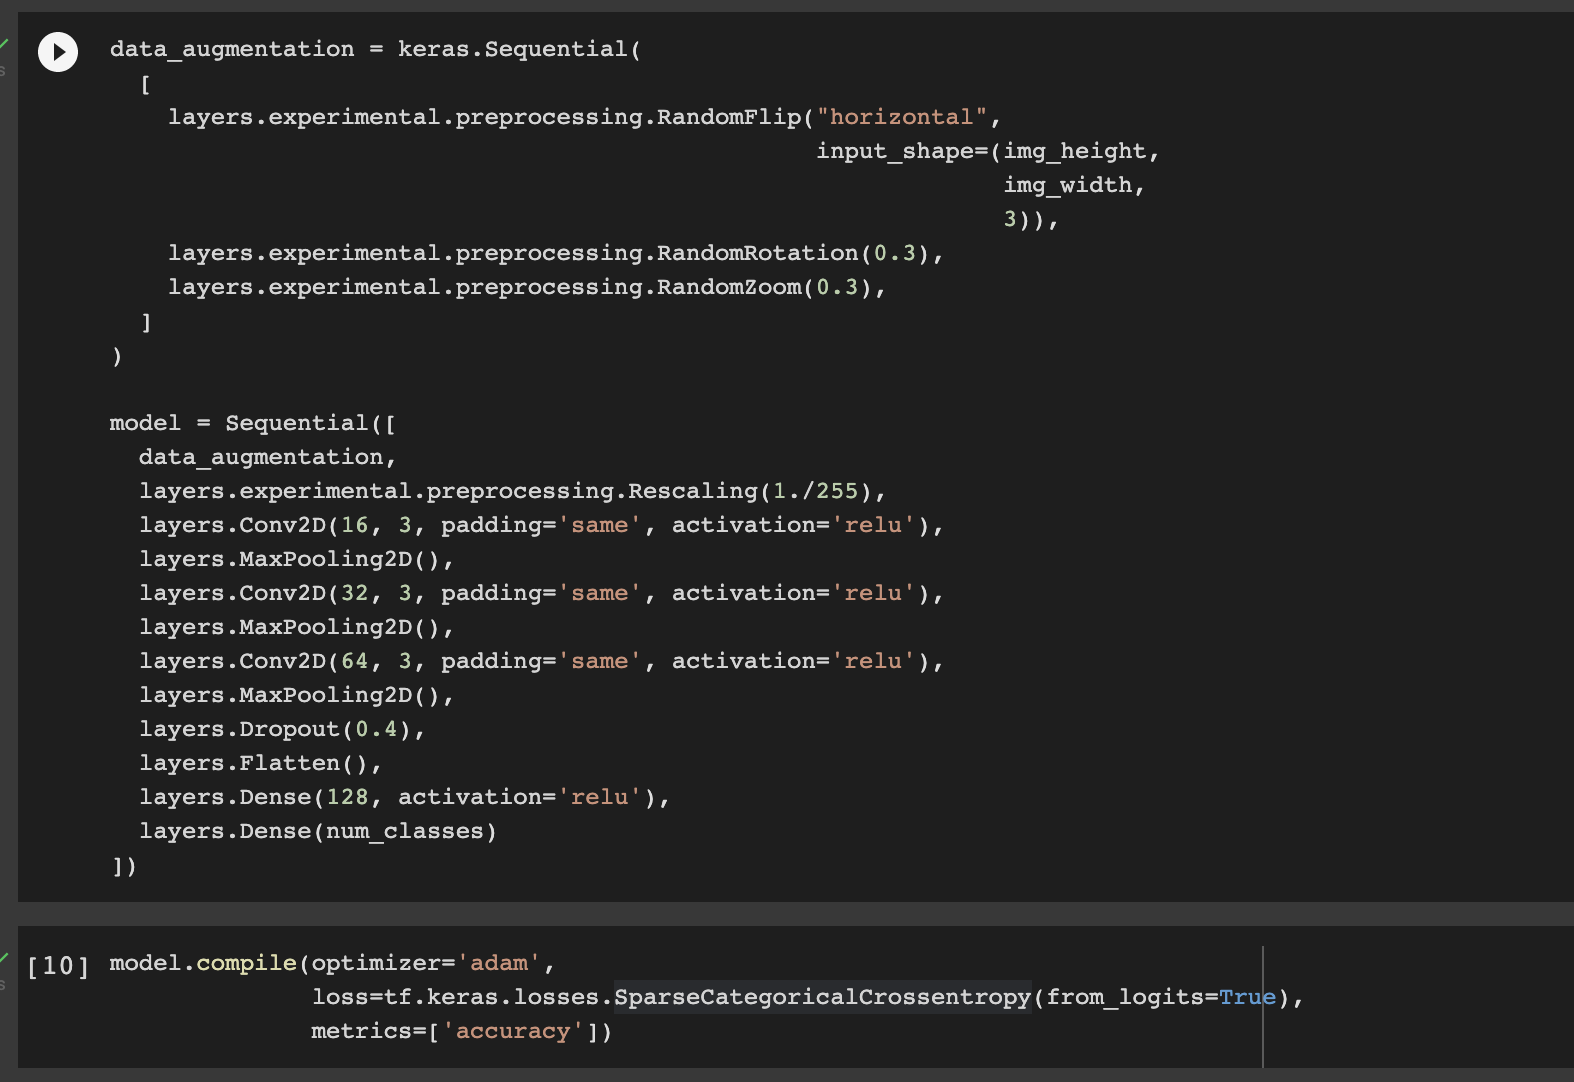 data_augmentation = keras.Sequential(
[
layers.experimental.preprocessing.RandomFlip("horizontal",
input_shape=(img_height,
img_width,
3)),
layers.experimental.preprocessing.RandomRotation(0.3),
layers.experimental.preprocessing.RandomZoom(0.3),
]
)
model = Sequential([
data_augmentation,
layers.experimental.preprocessing.Rescaling(1./255),
layers.Conv2D(16, 3, padding='same', activation='relu'),
layers.MaxPooling2D(),
layers.Conv2D(32, 3, padding='same', activation='relu'),
layers.MaxPooling2D(),
layers.Conv2D(64, 3, padding='same', activation='relu'),
layers.MaxPooling2D(),
layers.Dropout(0.4),
layers.Flatten(),
layers.Dense(128, activation='relu'),
layers.Dense(num_classes)
])
[10] model.compile(optimizer='adam',
loss=tf.keras.losses.SparseCategoricalCrossentropy(from_logits=True),
metrics=['accuracy'])